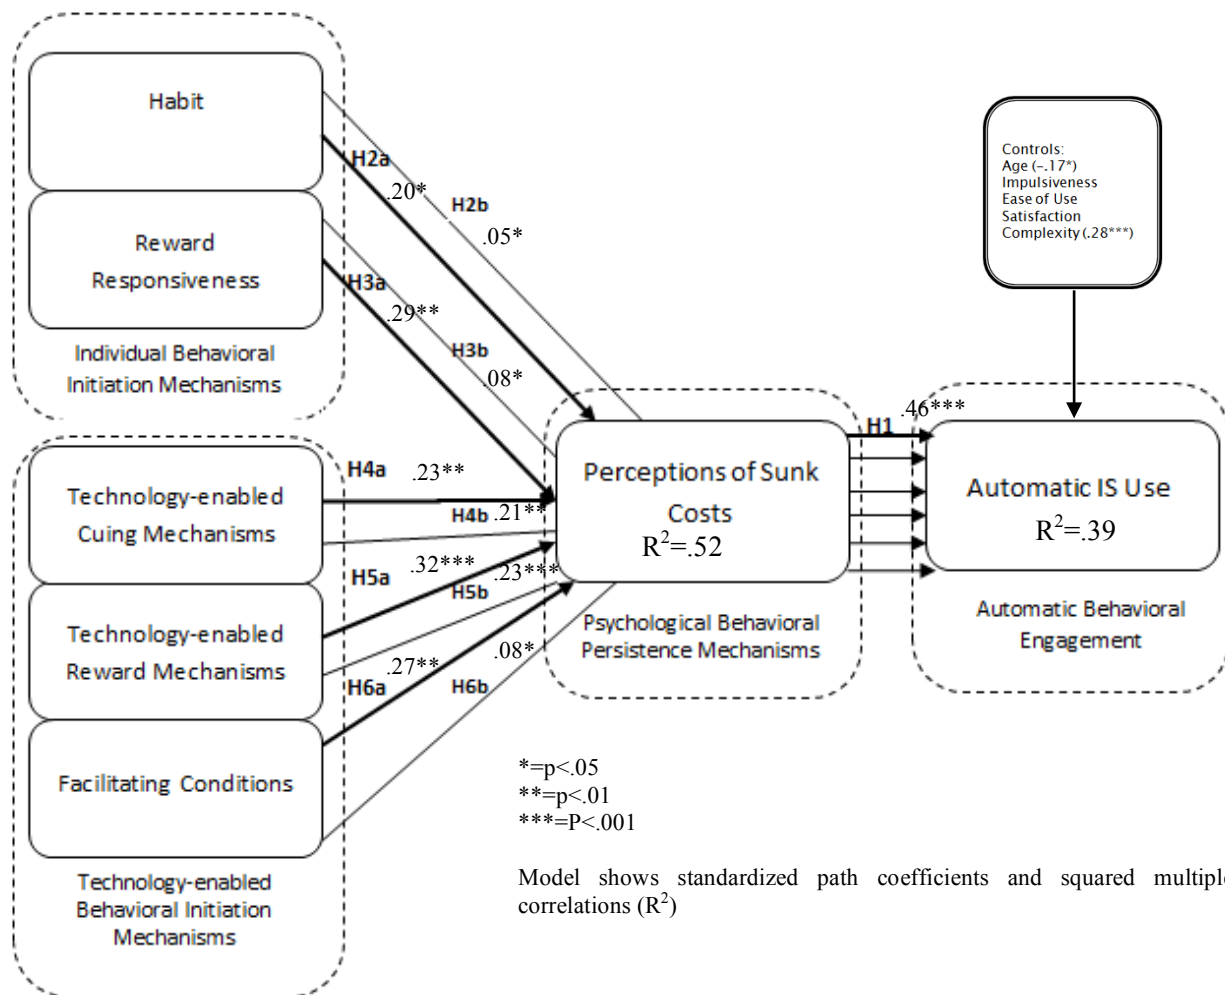 Habit
Reward
Responsiveness
Individual Behavioral
Initiation Mechanisms
H2a
.20*
H2b
.05*
H3a
.29**
H3b
.08*
Controls:
Age (-.17*)
Impulsiveness
Ease of Use
Satisfaction
Complexity (.28***)
Technology-enabled
Cuing Mechanisms
Technology-enabled
Reward Mechanisms
Facilitating Conditions
Technology-enabled
Behavioral Initiation
Mechanisms
H4a
.23**
H4b
.21**
H5a
.32***
H5b
.23***
H6a
.27**
H6b
.08*
Perceptions of Sunk
Costs
R²=.52
Psychological Behavioral
Persistence Mechanisms
H1
.46***
Automatic IS Use
R²=.39
Automatic Behavioral
Engagement
*=p<.05
**=p<.01
***=P<.001
Model shows standardized path coefficients and squared multiple
correlations (R²)